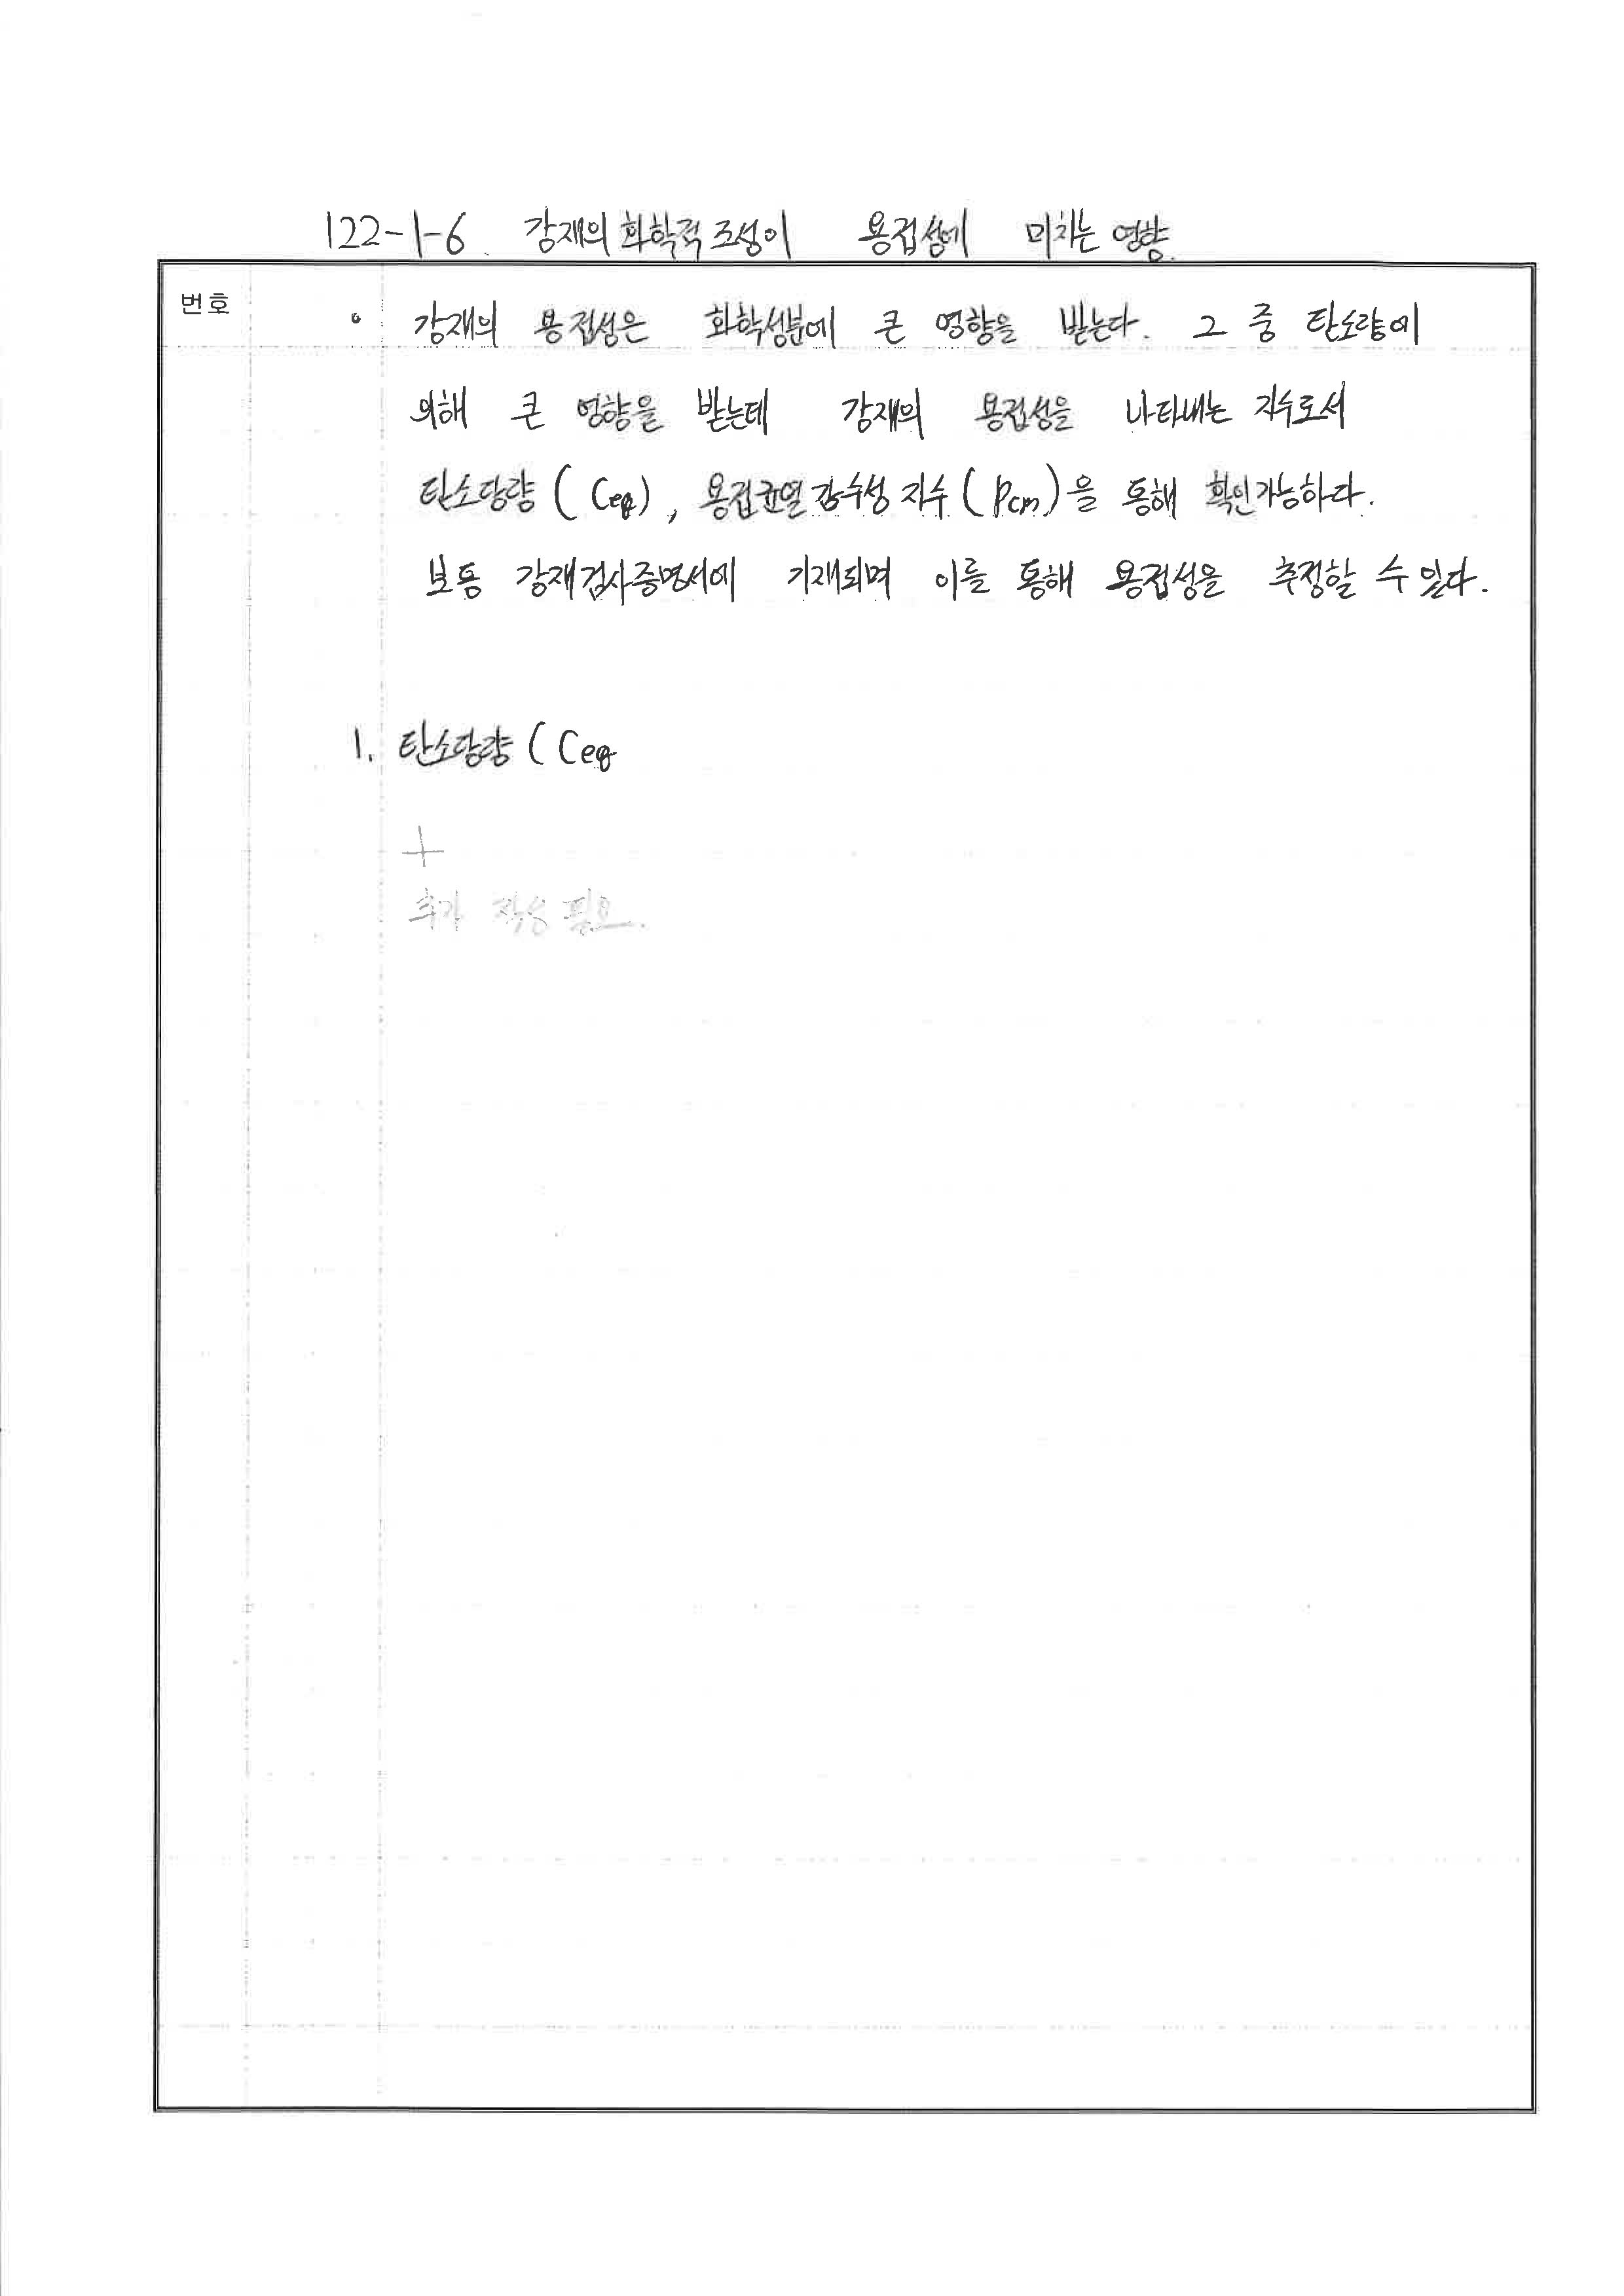 122-1-6. 강재의 화학적 조성이 용접성에 미치는 영향.
번호
∘ 강재의 용접성은 화학성분에 큰 영향을 받는다. 그 중 탄소량에
의해 큰 영향을 받는데 강재의 용접성을 나타내는 지수로서
탄소당량 (Ceq), 용접균열감수성 지수 (Pcm)을 통해 확인가능하다.
보통 강재검사증명서에 기재되며 이를 통해 용접성을 추정할 수 있다.
1. 탄소당량 (Ceq
+
추가 작성 필요.